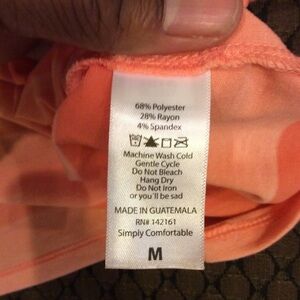 68% Polyester
28% Rayon
4% Spandex
Machine Wash Cold
Gentle Cycle
Do Not Bleach
Hang Dry
Do Not Iron
or you'll be sad
MADE IN GUATEMALA
RN# 142161
Simply Comfortable
M